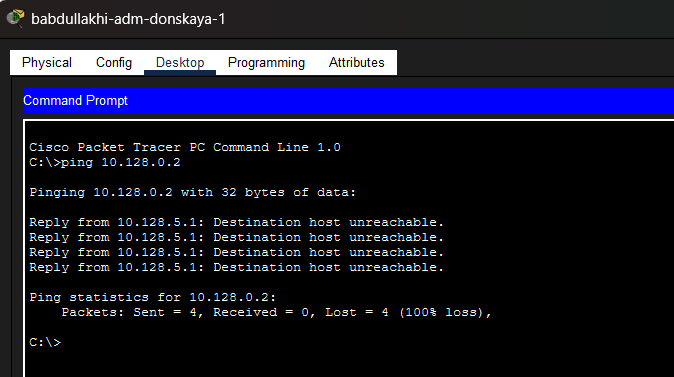 babdullakhi-adm-donskaya-1
Physical Config Desktop Programming Attributes
Command Prompt
Cisco Packet Tracer PC Command Line 1.0
C:\>ping 10.128.0.2
Pinging 10.128.0.2 with 32 bytes of data:
Reply from 10.128.5.1: Destination host unreachable.
Reply from 10.128.5.1: Destination host unreachable.
Reply from 10.128.5.1: Destination host unreachable.
Reply from 10.128.5.1: Destination host unreachable.
Ping statistics for 10.128.0.2:
Packets: Sent = 4, Received = 0, Lost = 4 (100% loss),
C:\>